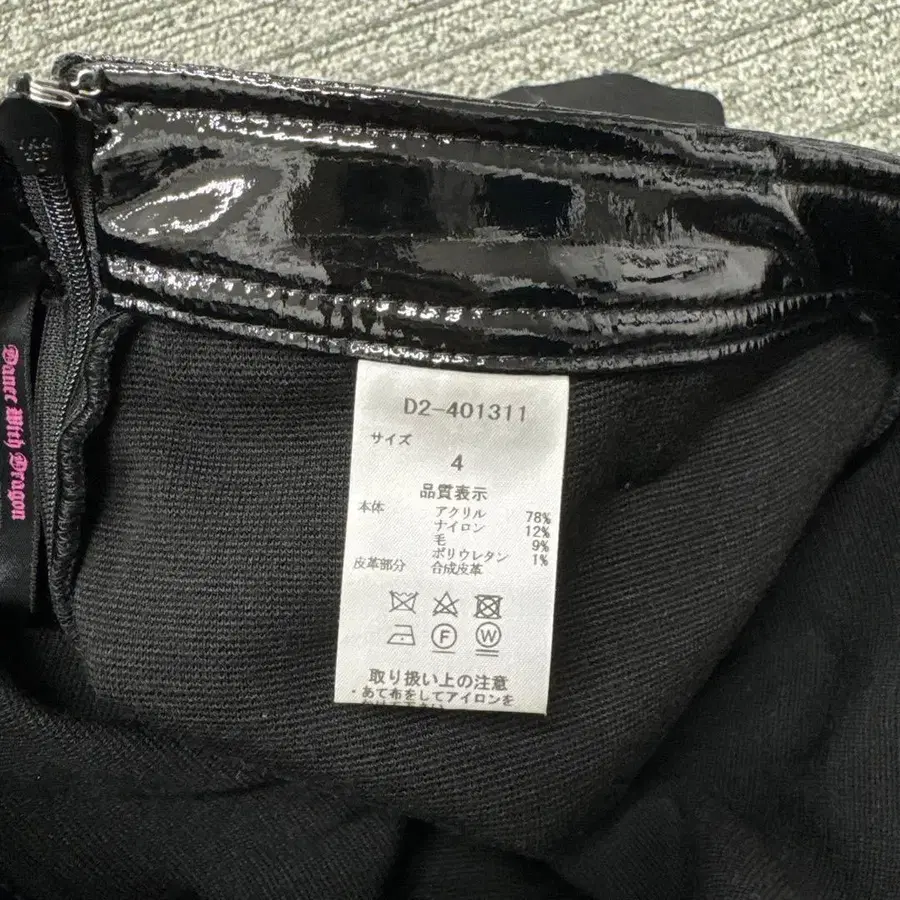 Dance With Dragon
D2-401311
サイズ
4
品質表示
本体 アクリル 78%
ナイロン 12%
毛 9%
ポリウレタン 1%
皮革部分 合成皮革
F W
取り扱い上の注意
・あて布をしてアイロンを